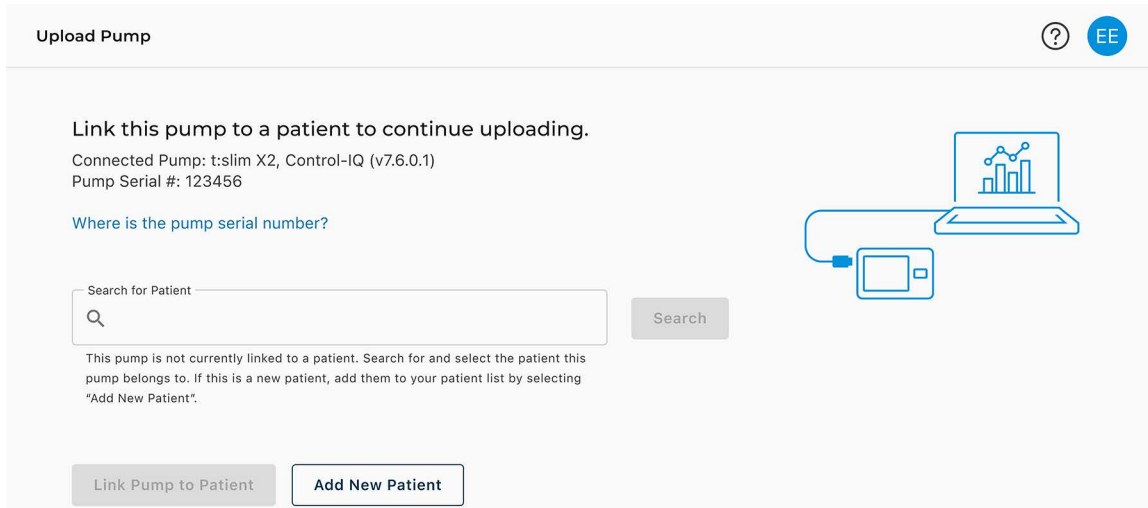 Upload Pump
?
EE
Link this pump to a patient to continue uploading.
Connected Pump: t:slim X2, Control-IQ (v7.6.0.1)
Pump Serial #: 123456
Where is the pump serial number?
Search for Patient
Search
This pump is not currently linked to a patient. Search for and select the patient this
pump belongs to. If this is a new patient, add them to your patient list by selecting
“Add New Patient”.
Link Pump to Patient
Add New Patient